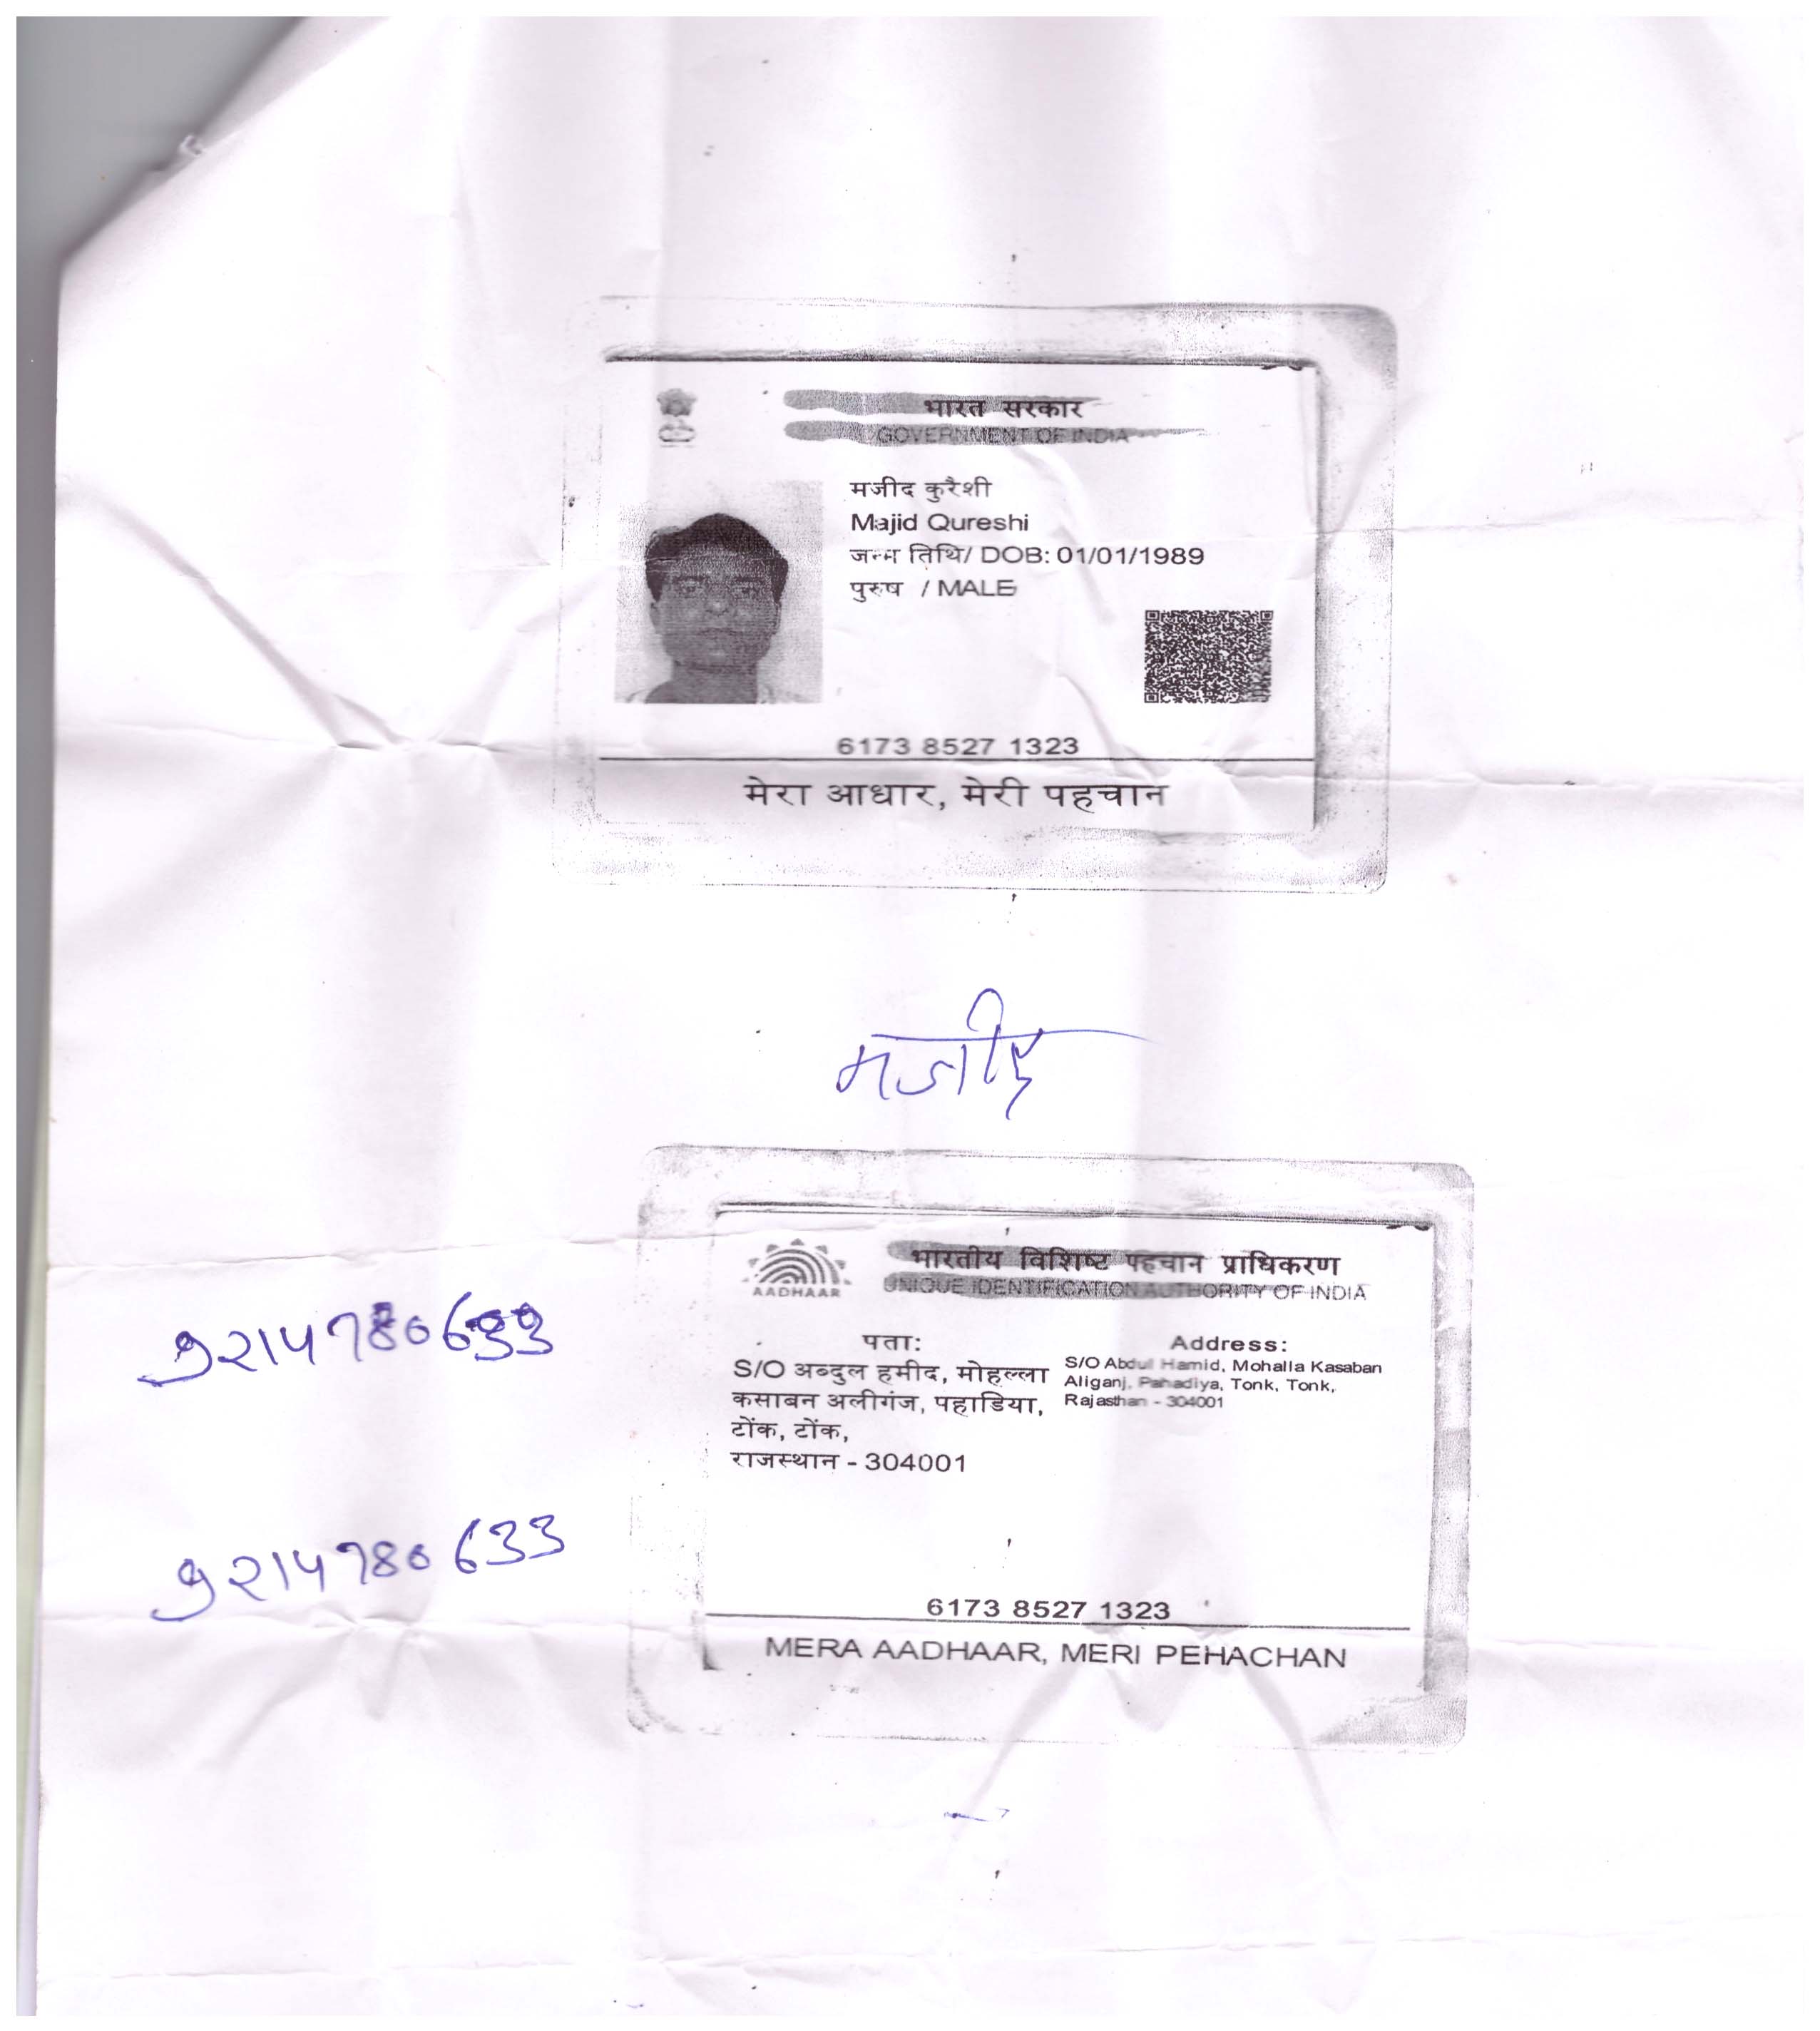 भारत सरकार
GOVERNMENT OF INDIA
मजीद कुरैशी
Majid Qureshi
जन्म तिथि/ DOB: 01/01/1989
पुरुष / MALE
6173 8527 1323
मेरा आधार, मेरी पहचान
मजीद
भारतीय विशिष्ट पहचान प्राधिकरण
UNIQUE IDENTIFICATION AUTHORITY OF INDIA
AADHAAR
पता:
S/O अब्दुल हमीद, मोहल्ला
कसाबन अलीगंज, पहाडिया,
टोंक, टोंक,
राजस्थान - 304001
Address:
S/O Abdul Hamid, Mohalla Kasaban
Aliganj, Pahadiya, Tonk, Tonk,
Rajasthan - 304001
9214780633
9214780633
6173 8527 1323
MERA AADHAAR, MERI PEHACHAN